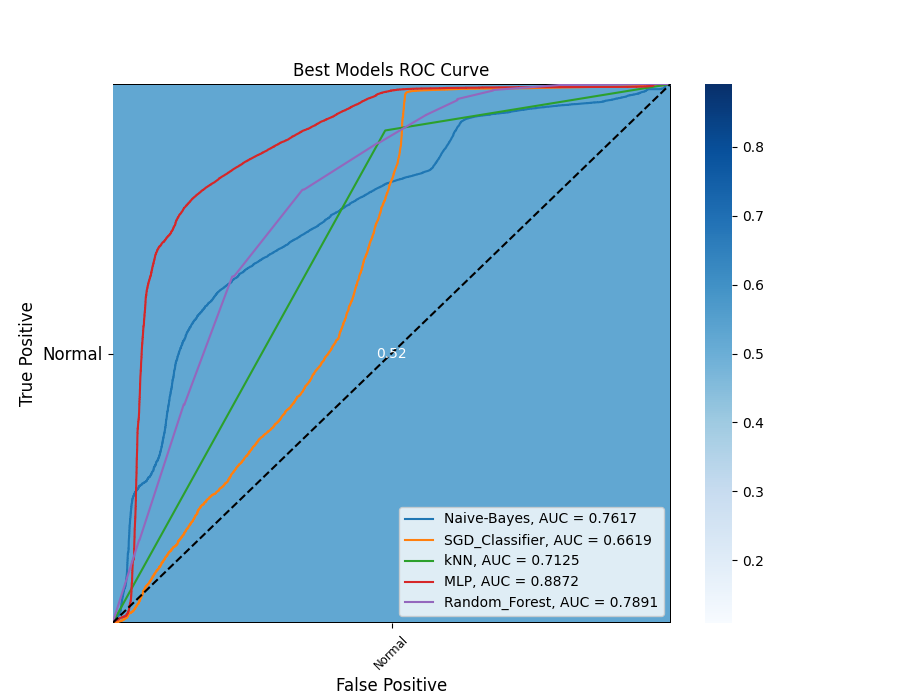 Best Models ROC Curve
True Positive
Normal
0.52
Naive-Bayes, AUC = 0.7617
SGD_Classifier, AUC = 0.6619
kNN, AUC = 0.7125
MLP, AUC = 0.8872
Random_Forest, AUC = 0.7891
Normal
False Positive
0.8
0.7
0.6
0.5
0.4
0.3
0.2